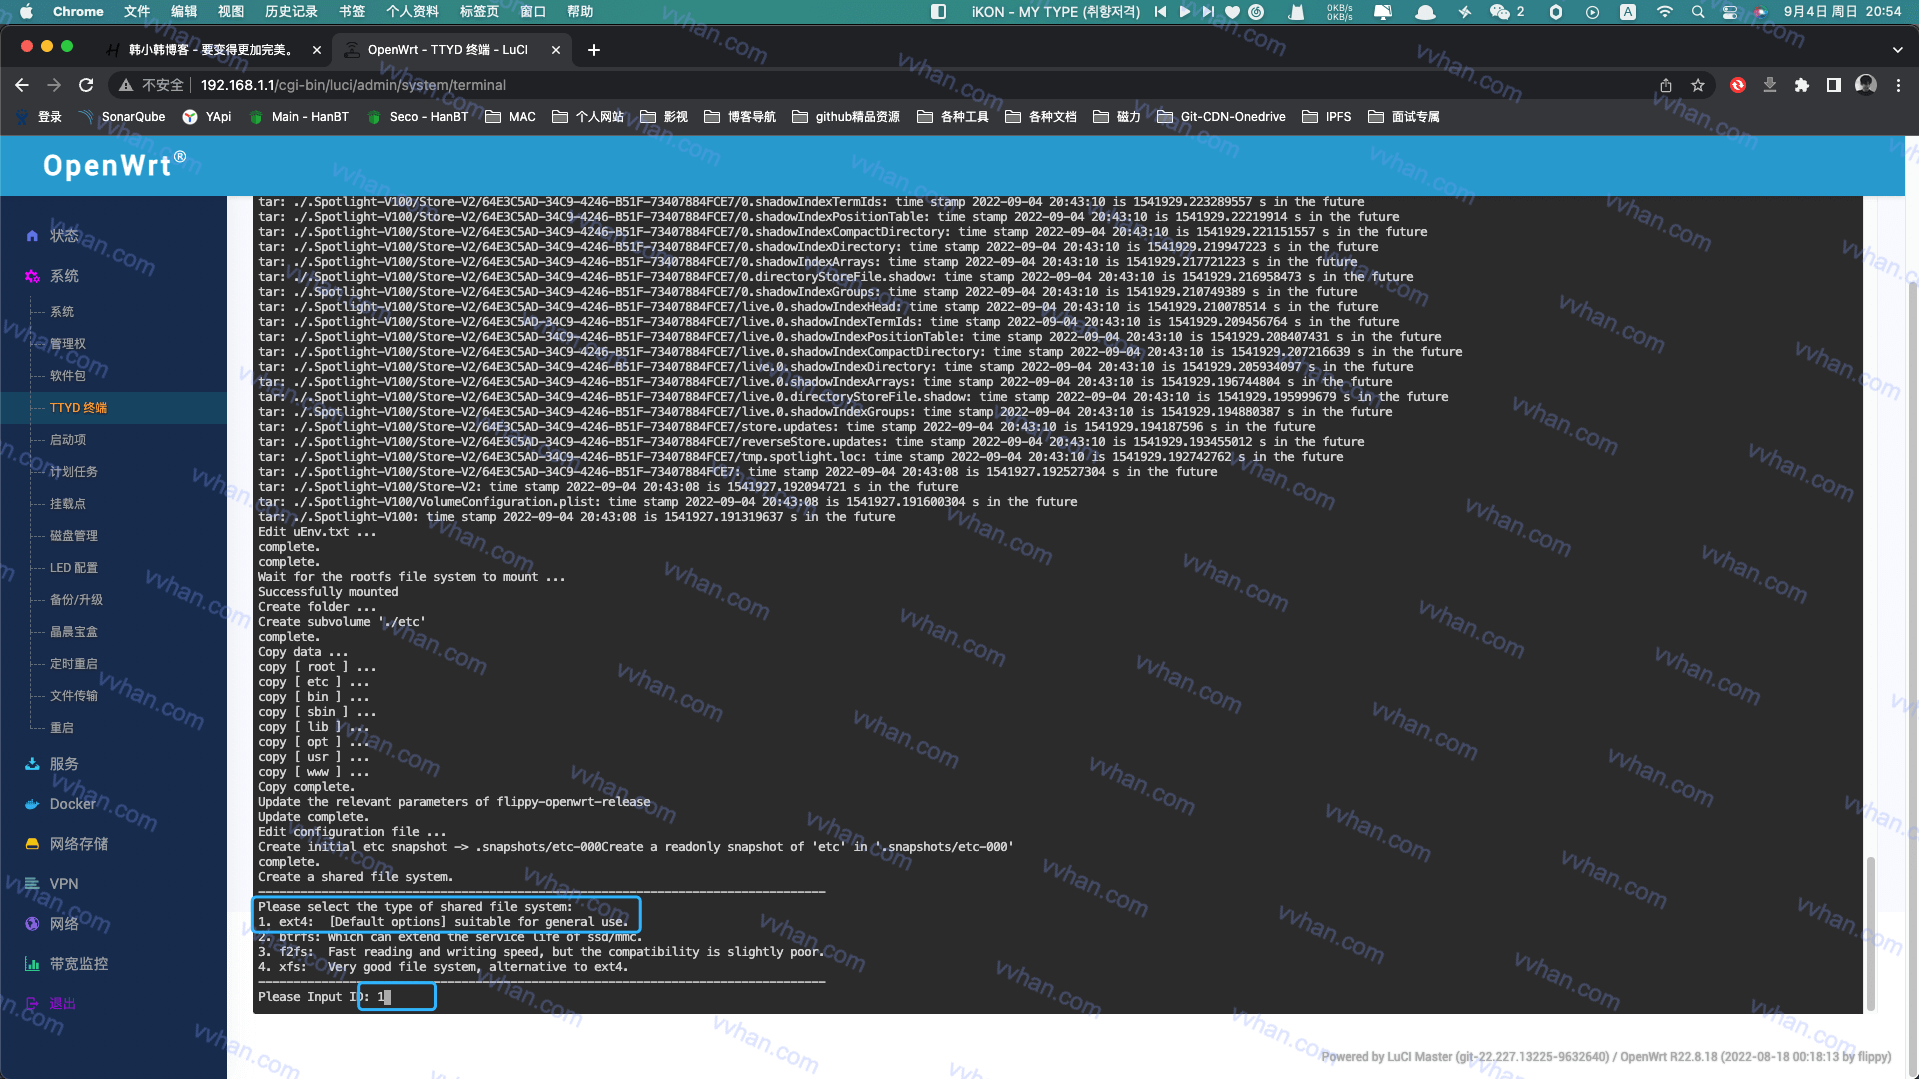 Chrome 文件 编辑 视图 历史记录 书签 个人资料 标签页 窗口 帮助 iKON - MY TYPE (취향저격) 0KB/s 0KB/s 2 A 9月4日 周日 20:54
韩小韩博客 - 要变得更加完美。 OpenWrt - TTYD 终端 - LuCI
不安全 192.168.1.1/cgi-bin/luci/admin/system/terminal
登录 SonarQube YApi Main - HanBT Seco - HanBT MAC 个人网站 影视 博客导航 github精品资源 各种工具 各种文档 磁力 Git-CDN-Onedrive IPFS 面试专属
OpenWrt®
状态
系统
系统
管理权
软件包
TTYD 终端
启动项
计划任务
挂载点
磁盘管理
LED 配置
备份/升级
晶晨宝盒
定时重启
文件传输
重启
服务
Docker
网络存储
VPN
网络
带宽监控
退出
tar: ./.Spotlight-V100/Store-V2/64E3C5AD-34C9-4246-B51F-73407884FCE7/0.shadowIndexTermIds: time stamp 2022-09-04 20:43:10 is 1541929.223289557 s in the future
tar: ./.Spotlight-V100/Store-V2/64E3C5AD-34C9-4246-B51F-73407884FCE7/0.shadowIndexPositionTable: time stamp 2022-09-04 20:43:10 is 1541929.22219914 s in the future
tar: ./.Spotlight-V100/Store-V2/64E3C5AD-34C9-4246-B51F-73407884FCE7/0.shadowIndexCompactDirectory: time stamp 2022-09-04 20:43:10 is 1541929.221151557 s in the future
tar: ./.Spotlight-V100/Store-V2/64E3C5AD-34C9-4246-B51F-73407884FCE7/0.shadowIndexDirectory: time stamp 2022-09-04 20:43:10 is 1541929.219947223 s in the future
tar: ./.Spotlight-V100/Store-V2/64E3C5AD-34C9-4246-B51F-73407884FCE7/0.shadowIndexArrays: time stamp 2022-09-04 20:43:10 is 1541929.217721223 s in the future
tar: ./.Spotlight-V100/Store-V2/64E3C5AD-34C9-4246-B51F-73407884FCE7/0.directoryStoreFile.shadow: time stamp 2022-09-04 20:43:10 is 1541929.216958473 s in the future
tar: ./.Spotlight-V100/Store-V2/64E3C5AD-34C9-4246-B51F-73407884FCE7/0.shadowIndexGroups: time stamp 2022-09-04 20:43:10 is 1541929.210749389 s in the future
tar: ./.Spotlight-V100/Store-V2/64E3C5AD-34C9-4246-B51F-73407884FCE7/live.0.shadowIndexHead: time stamp 2022-09-04 20:43:10 is 1541929.210078514 s in the future
tar: ./.Spotlight-V100/Store-V2/64E3C5AD-34C9-4246-B51F-73407884FCE7/live.0.shadowIndexTermIds: time stamp 2022-09-04 20:43:10 is 1541929.209456764 s in the future
tar: ./.Spotlight-V100/Store-V2/64E3C5AD-34C9-4246-B51F-73407884FCE7/live.0.shadowIndexPositionTable: time stamp 2022-09-04 20:43:10 is 1541929.208407431 s in the future
tar: ./.Spotlight-V100/Store-V2/64E3C5AD-34C9-4246-B51F-73407884FCE7/live.0.shadowIndexCompactDirectory: time stamp 2022-09-04 20:43:10 is 1541929.207216639 s in the future
tar: ./.Spotlight-V100/Store-V2/64E3C5AD-34C9-4246-B51F-73407884FCE7/live.0.shadowIndexDirectory: time stamp 2022-09-04 20:43:10 is 1541929.205934097 s in the future
tar: ./.Spotlight-V100/Store-V2/64E3C5AD-34C9-4246-B51F-73407884FCE7/live.0.shadowIndexArrays: time stamp 2022-09-04 20:43:10 is 1541929.196744804 s in the future
tar: ./.Spotlight-V100/Store-V2/64E3C5AD-34C9-4246-B51F-73407884FCE7/live.0.directoryStoreFile.shadow: time stamp 2022-09-04 20:43:10 is 1541929.195999679 s in the future
tar: ./.Spotlight-V100/Store-V2/64E3C5AD-34C9-4246-B51F-73407884FCE7/live.0.shadowIndexGroups: time stamp 2022-09-04 20:43:10 is 1541929.194880387 s in the future
tar: ./.Spotlight-V100/Store-V2/64E3C5AD-34C9-4246-B51F-73407884FCE7/store.updates: time stamp 2022-09-04 20:43:10 is 1541929.194187596 s in the future
tar: ./.Spotlight-V100/Store-V2/64E3C5AD-34C9-4246-B51F-73407884FCE7/reverseStore.updates: time stamp 2022-09-04 20:43:10 is 1541929.193455012 s in the future
tar: ./.Spotlight-V100/Store-V2/64E3C5AD-34C9-4246-B51F-73407884FCE7/tmp.spotlight.loc: time stamp 2022-09-04 20:43:10 is 1541929.192742762 s in the future
tar: ./.Spotlight-V100/Store-V2/64E3C5AD-34C9-4246-B51F-73407884FCE7: time stamp 2022-09-04 20:43:08 is 1541927.192527304 s in the future
tar: ./.Spotlight-V100/Store-V2: time stamp 2022-09-04 20:43:08 is 1541927.192094721 s in the future
tar: ./.Spotlight-V100/VolumeConfiguration.plist: time stamp 2022-09-04 20:43:08 is 1541927.191600304 s in the future
tar: ./.Spotlight-V100: time stamp 2022-09-04 20:43:08 is 1541927.191319637 s in the future
Edit uEnv.txt ...
complete.
complete.
Wait for the rootfs file system to mount ...
Successfully mounted
Create folder ...
Create subvolume './etc'
complete.
Copy data ...
copy [ root ] ...
copy [ etc ] ...
copy [ bin ] ...
copy [ sbin ] ...
copy [ lib ] ...
copy [ opt ] ...
copy [ usr ] ...
copy [ www ] ...
Copy complete.
Update the relevant parameters of flippy-openwrt-release
Update complete.
Edit configuration file ...
Create initial etc snapshot -> .snapshots/etc-000Create a readonly snapshot of 'etc' in '.snapshots/etc-000'
complete.
Create a shared file system.
---------------------------------------------------------------------------------
Please select the type of shared file system:
1. ext4: [Default options] suitable for general use.
2. btrfs: Which can extend the service life of ssd/mmc.
3. f2fs: Fast reading and writing speed, but the compatibility is slightly poor.
4. xfs: Very good file system, alternative to ext4.
---------------------------------------------------------------------------------
Please Input ID: 1
Powered by LuCI Master (git-22.227.13225-9632640) / OpenWrt R22.8.18 (2022-08-18 00:18:13 by flippy)
vvhan.com